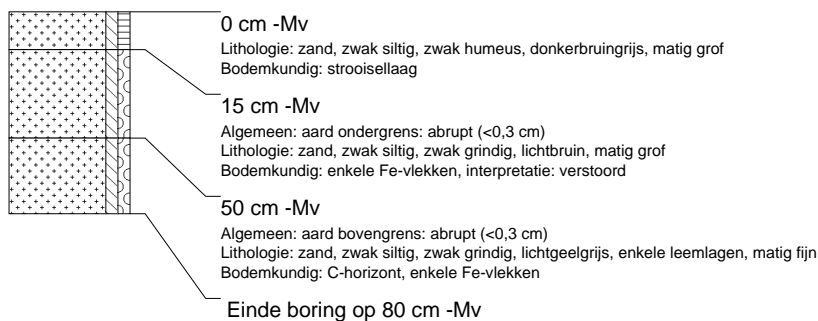 0 cm -Mv
Lithologie: zand, zwak siltig, zwak humeus, donkerbruingrijs, matig grof
Bodemkundig: strooisellaag
15 cm -Mv
Algemeen: aard ondergrens: abrupt (<0,3 cm)
Lithologie: zand, zwak siltig, zwak grindig, lichtbruin, matig grof
Bodemkundig: enkele Fe-vlekken, interpretatie: verstoord
50 cm -Mv
Algemeen: aard bovengrens: abrupt (<0,3 cm)
Lithologie: zand, zwak siltig, zwak grindig, lichtgeelgrijs, enkele leemlagen, matig fijn
Bodemkundig: C-horizont, enkele Fe-vlekken
Einde boring op 80 cm -Mv